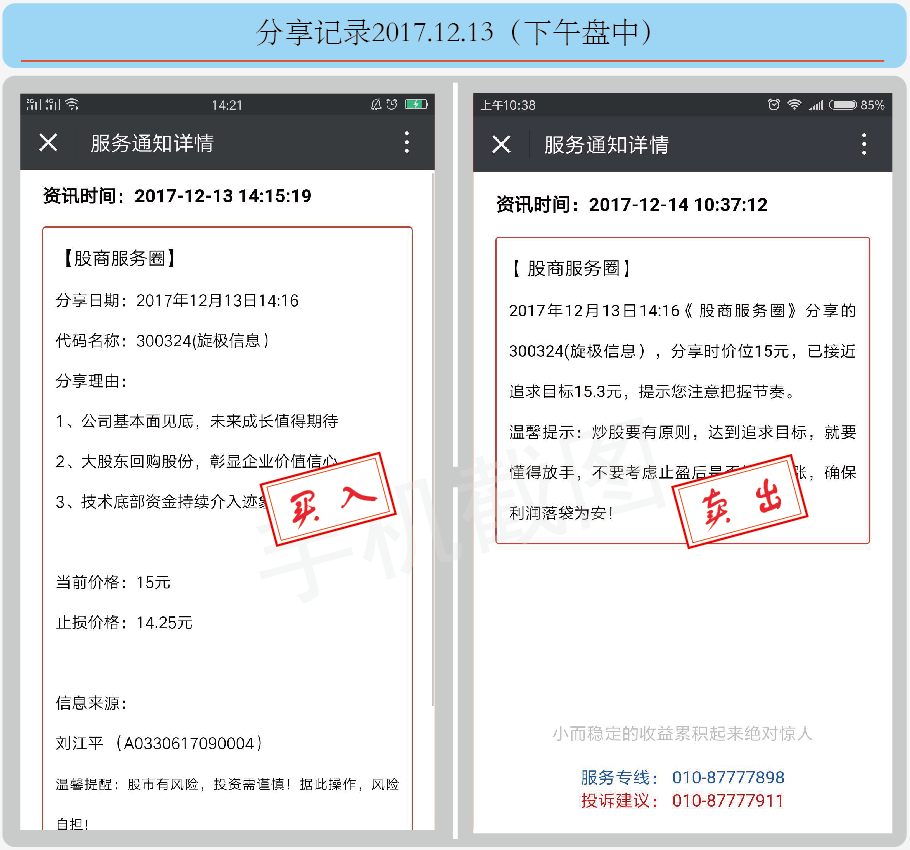 分享记录2017.12.13（下午盘中）
14:21
服务通知详情
资讯时间：2017-12-13 14:15:19
【股商服务圈】
分享日期：2017年12月13日14:16
代码名称：300324(旋极信息）
分享理由：
1、公司基本面见底，未来成长值得期待
2、大股东回购股份，彰显企业价值信心
3、技术底部资金持续介入迹象
买入
当前价格：15元
止损价格：14.25元
信息来源：
刘江平 （A0330617090004）
温馨提醒：股市有风险，投资需谨慎！据此操作，风险
自担！
上午10:38
85%
服务通知详情
资讯时间：2017-12-14 10:37:12
【 股商服务圈】
2017年12月13日14:16《 股商服务圈》分享的
300324(旋极信息），分享时价位15元，已接近
追求目标15.3元，提示您注意把握节奏。
温馨提示：炒股要有原则，达到追求目标，就要
懂得放手，不要考虑止盈后是否 涨，确保
利润落袋为安！
卖出
手机截图
小而稳定的收益累积起来绝对惊人
服务专线： 010-87777898
投诉建议： 010-87777911